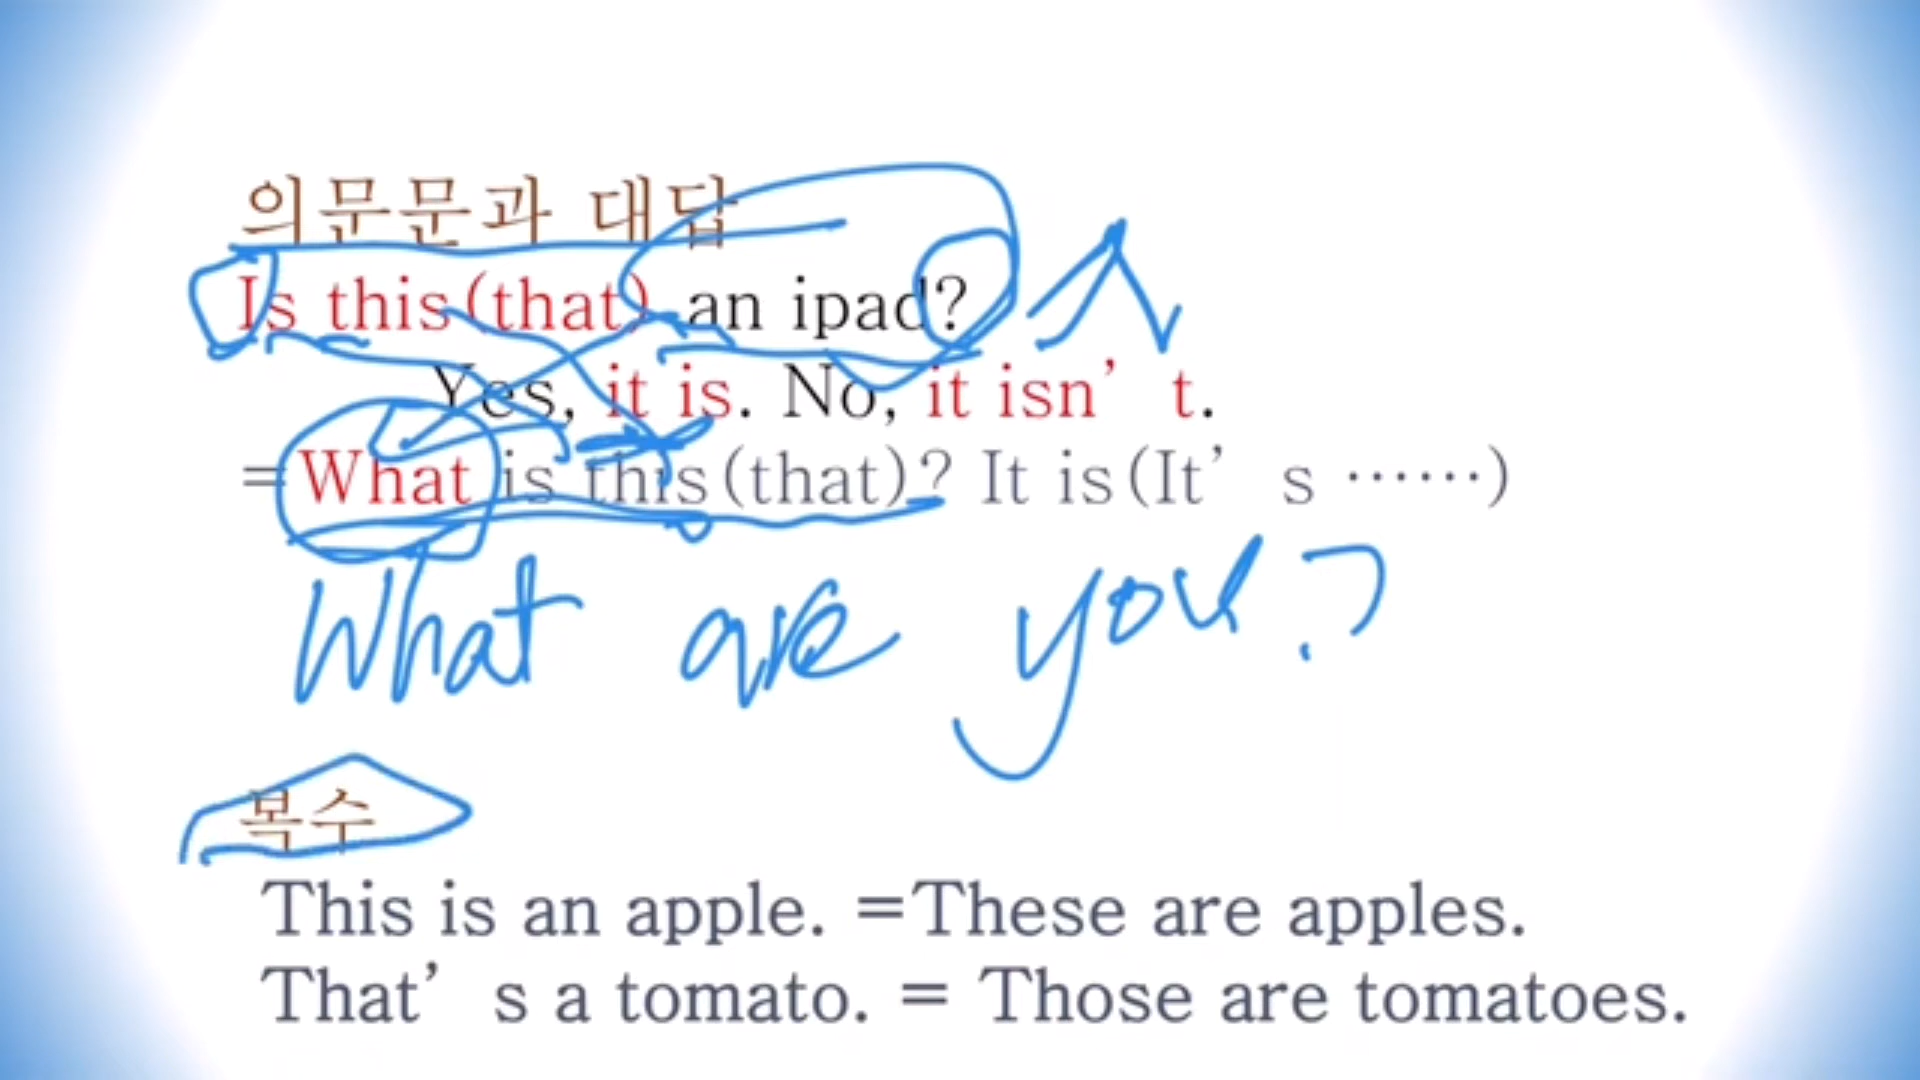 의문문과 대답
Is this(that) an ipad?
Yes, it is. No, it isn’ t.
=What is this(that)? It is(It’ s ······)
What are you?
복수
This is an apple. =These are apples.
That’ s a tomato. = Those are tomatoes.